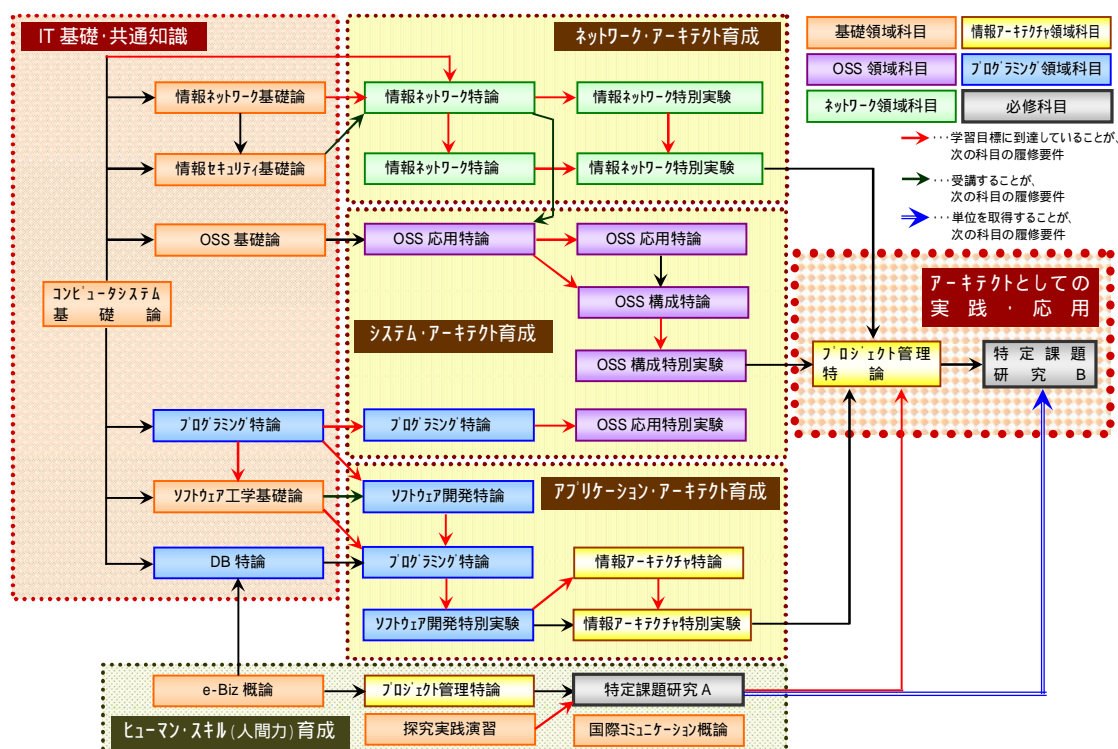 IT 基礎・共通知識
ネットワーク・アーキテクト育成
基礎領域科目
情報アーキテクチャ領域科目
OSS 領域科目
プログラミング領域科目
ネットワーク領域科目
必修科目
・・・学習目標に到達していることが、
次の科目の履修要件
・・・受講することが、
次の科目の履修要件
・・・単位を取得することが、
次の科目の履修要件
情報ネットワーク基礎論
情報ネットワーク特論
情報ネットワーク特別実験
情報セキュリティ基礎論
情報ネットワーク特論
情報ネットワーク特別実験
OSS 基礎論
OSS 応用特論
OSS 応用特論
コンピュータシステム
基礎論
OSS 構成特論
システム・アーキテクト育成
OSS 構成特別実験
アーキテクトとしての
実践・応用
プロジェクト管理
特論
特定課題
研究 B
プログラミング特論
プログラミング特論
OSS 応用特別実験
アプリケーション・アーキテクト育成
ソフトウェア工学基礎論
ソフトウェア開発特論
DB 特論
プログラミング特論
情報アーキテクチャ特論
ソフトウェア開発特別実験
情報アーキテクチャ特別実験
e-Biz 概論
プロジェクト管理特論
特定課題研究 A
ヒューマン・スキル(人間力)育成
探究実践演習
国際コミュニケーション概論